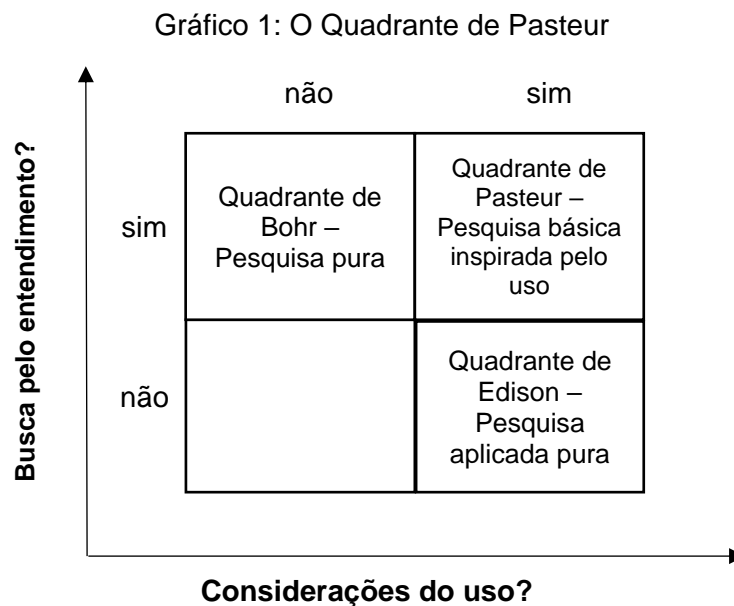 Gráfico 1: O Quadrante de Pasteur
não
sim
Busca pelo entendimento?
sim
Quadrante de
Bohr –
Pesquisa pura
Quadrante de
Pasteur –
Pesquisa básica
inspirada pelo
uso
não
Quadrante de
Edison –
Pesquisa
aplicada pura
Considerações do uso?